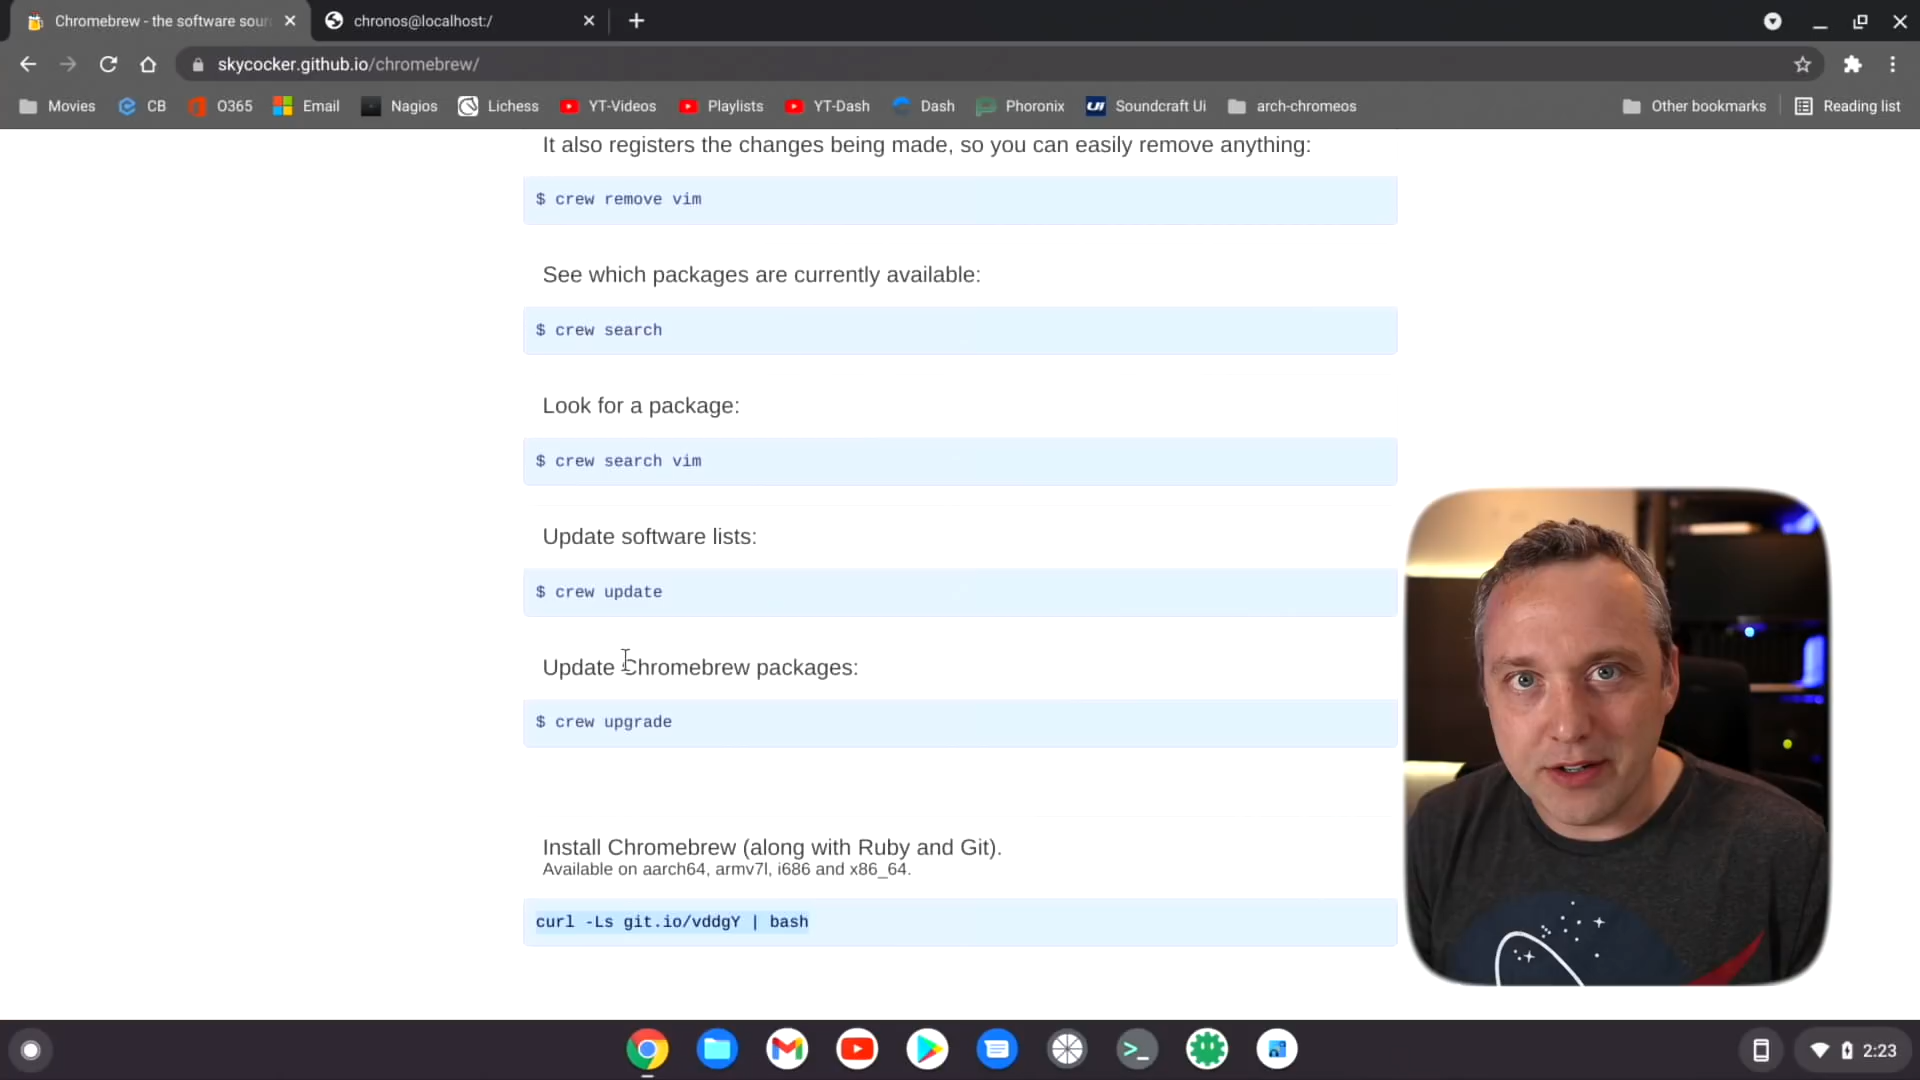 Chromebrew - the software sour
chronos@localhost:/
skycocker.github.io/chromebrew/
Movies
CB
O365
Email
Nagios
Lichess
YT-Videos
Playlists
YT-Dash
Dash
Phoronix
Soundcraft Ui
arch-chromeos
Other bookmarks
Reading list
It also registers the changes being made, so you can easily remove anything:
$ crew remove vim
See which packages are currently available:
$ crew search
Look for a package:
$ crew search vim
Update software lists:
$ crew update
Update Chromebrew packages:
$ crew upgrade
Install Chromebrew (along with Ruby and Git).
Available on aarch64, armv7l, i686 and x86_64.
curl -Ls git.io/vddgY | bash
2:23